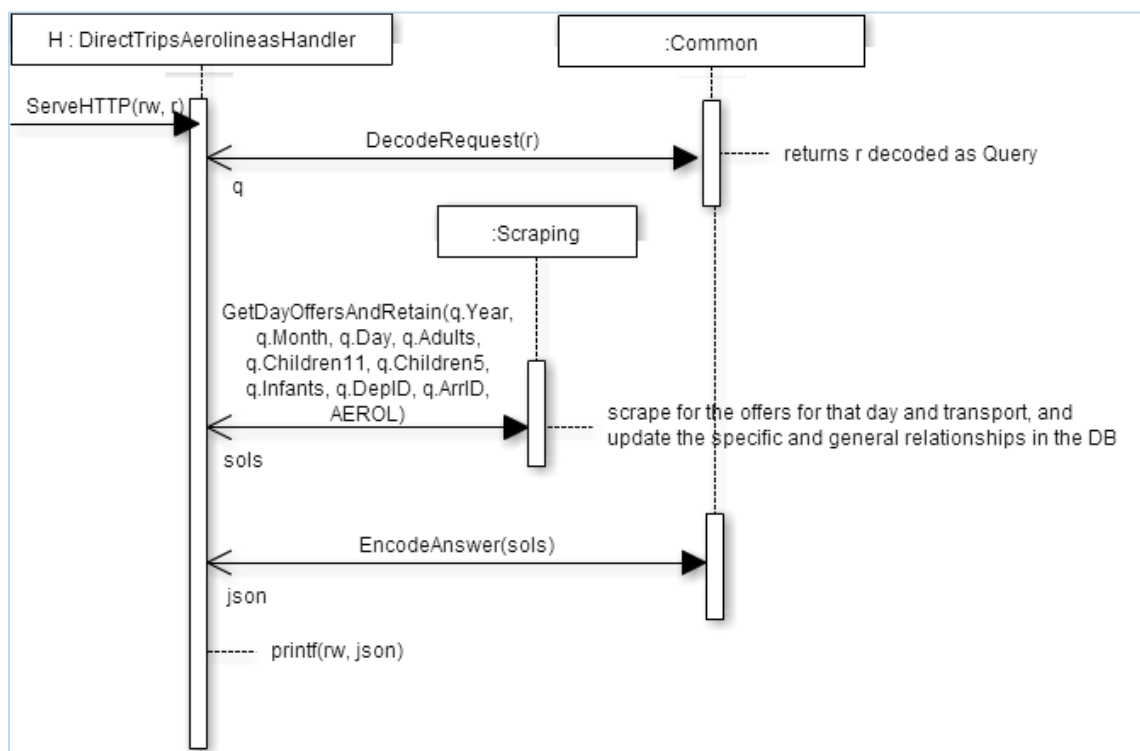 H : DirectTripsAerolineasHandler
:Common
ServeHTTP(rw, r)
DecodeRequest(r)
returns r decoded as Query
q
:Scraping
GetDayOffersAndRetain(q.Year,
q.Month, q.Day, q.Adults,
q.Children11, q.Children5,
q.Infants, q.DepID, q.ArrID,
AEROL)
scrape for the offers for that day and transport, and
update the specific and general relationships in the DB
sols
EncodeAnswer(sols)
json
printf(rw, json)